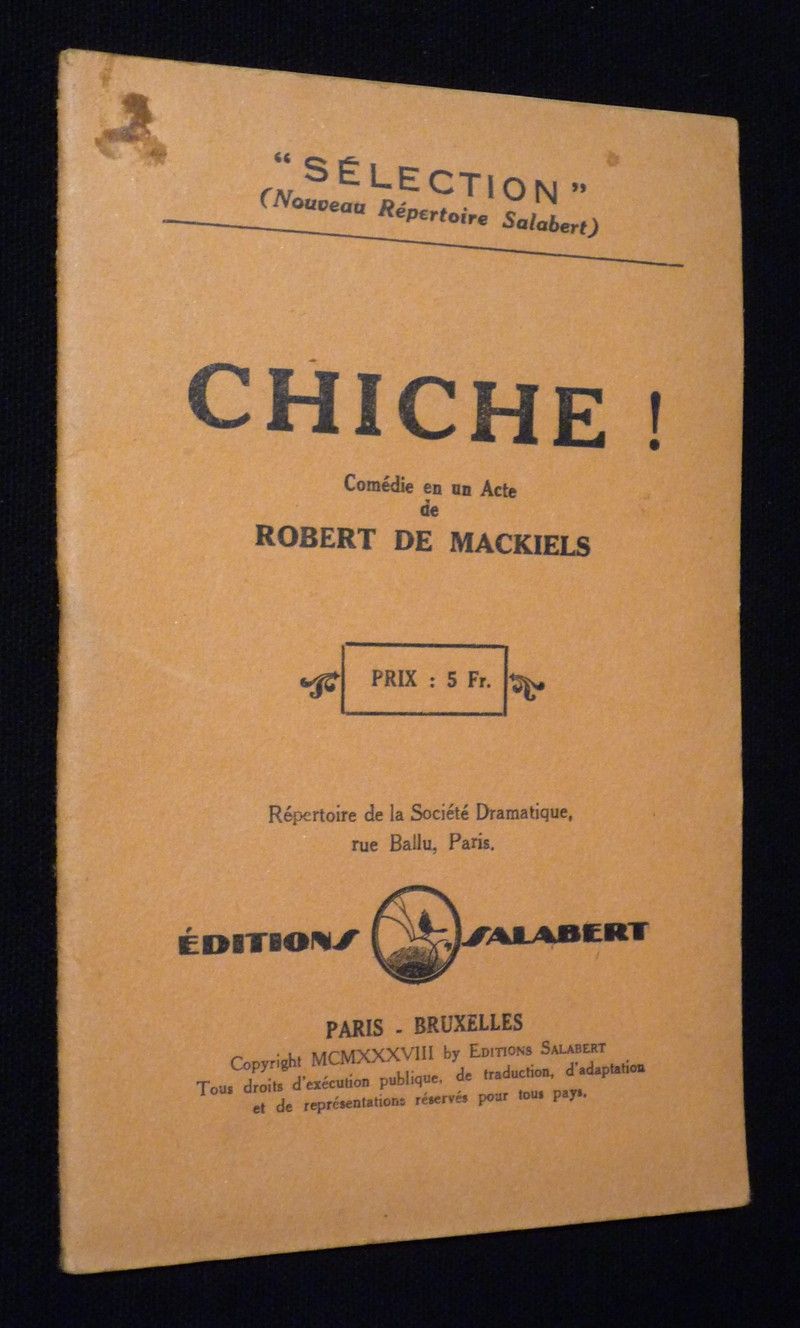 “ SÉLECTION ”
(Nouveau Répertoire Salabert)
CHICHE !
Comédie en un Acte
de
ROBERT DE MACKIELS
PRIX : 5 Fr.
Répertoire de la Société Dramatique,
rue Ballu, Paris.
ÉDITIONS SALABERT
PARIS - BRUXELLES
Copyright MCMXXXVIII by EDITIONS SALABERT
Tous droits d'exécution publique, de traduction, d'adaptation
et de représentations réservés pour tous pays.